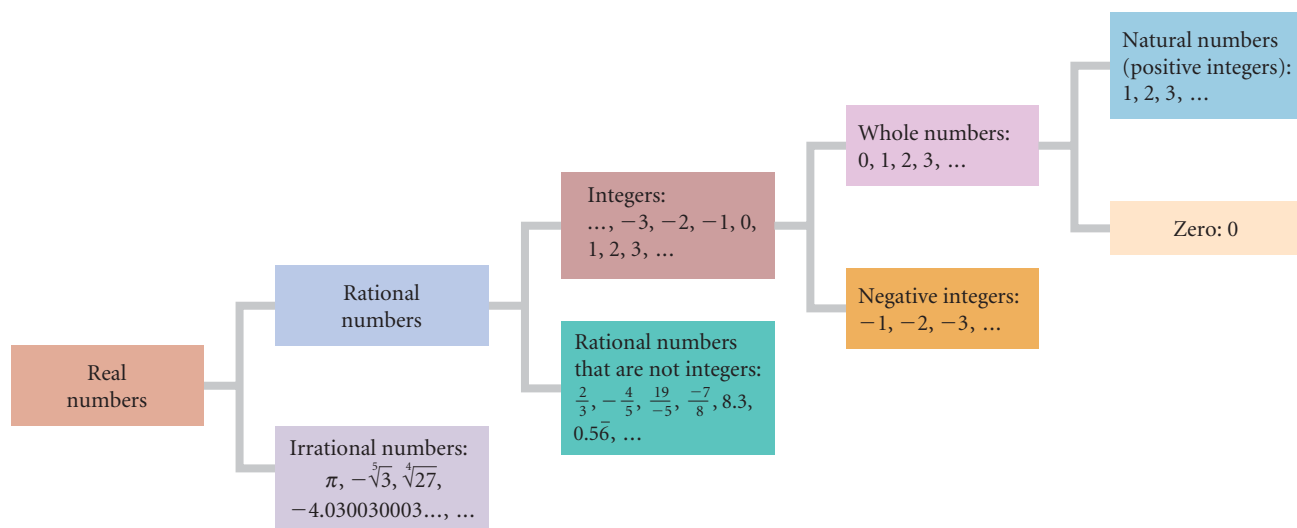 Real
numbers
Rational
numbers
Irrational numbers:
π, −⁵√3, ⁴√27,
−4.030030003..., ...
Integers:
..., −3, −2, −1, 0,
1, 2, 3, ...
Rational numbers
that are not integers:
2/3, −4/5, 19/−5, −7/8, 8.3,
0.56̅, ...
Whole numbers:
0, 1, 2, 3, ...
Negative integers:
−1, −2, −3, ...
Natural numbers
(positive integers):
1, 2, 3, ...
Zero: 0